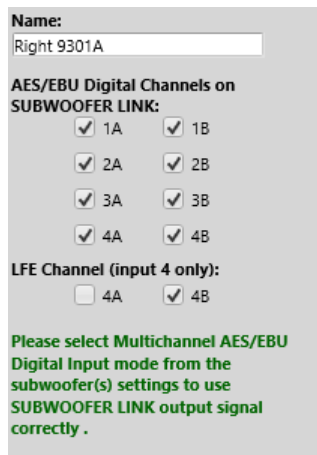 Name:
Right 9301A
AES/EBU Digital Channels on
SUBWOOFER LINK:
1A 1B
2A 2B
3A 3B
4A 4B
LFE Channel (input 4 only):
4A 4B
Please select Multichannel AES/EBU
Digital Input mode from the
subwoofer(s) settings to use
SUBWOOFER LINK output signal
correctly .